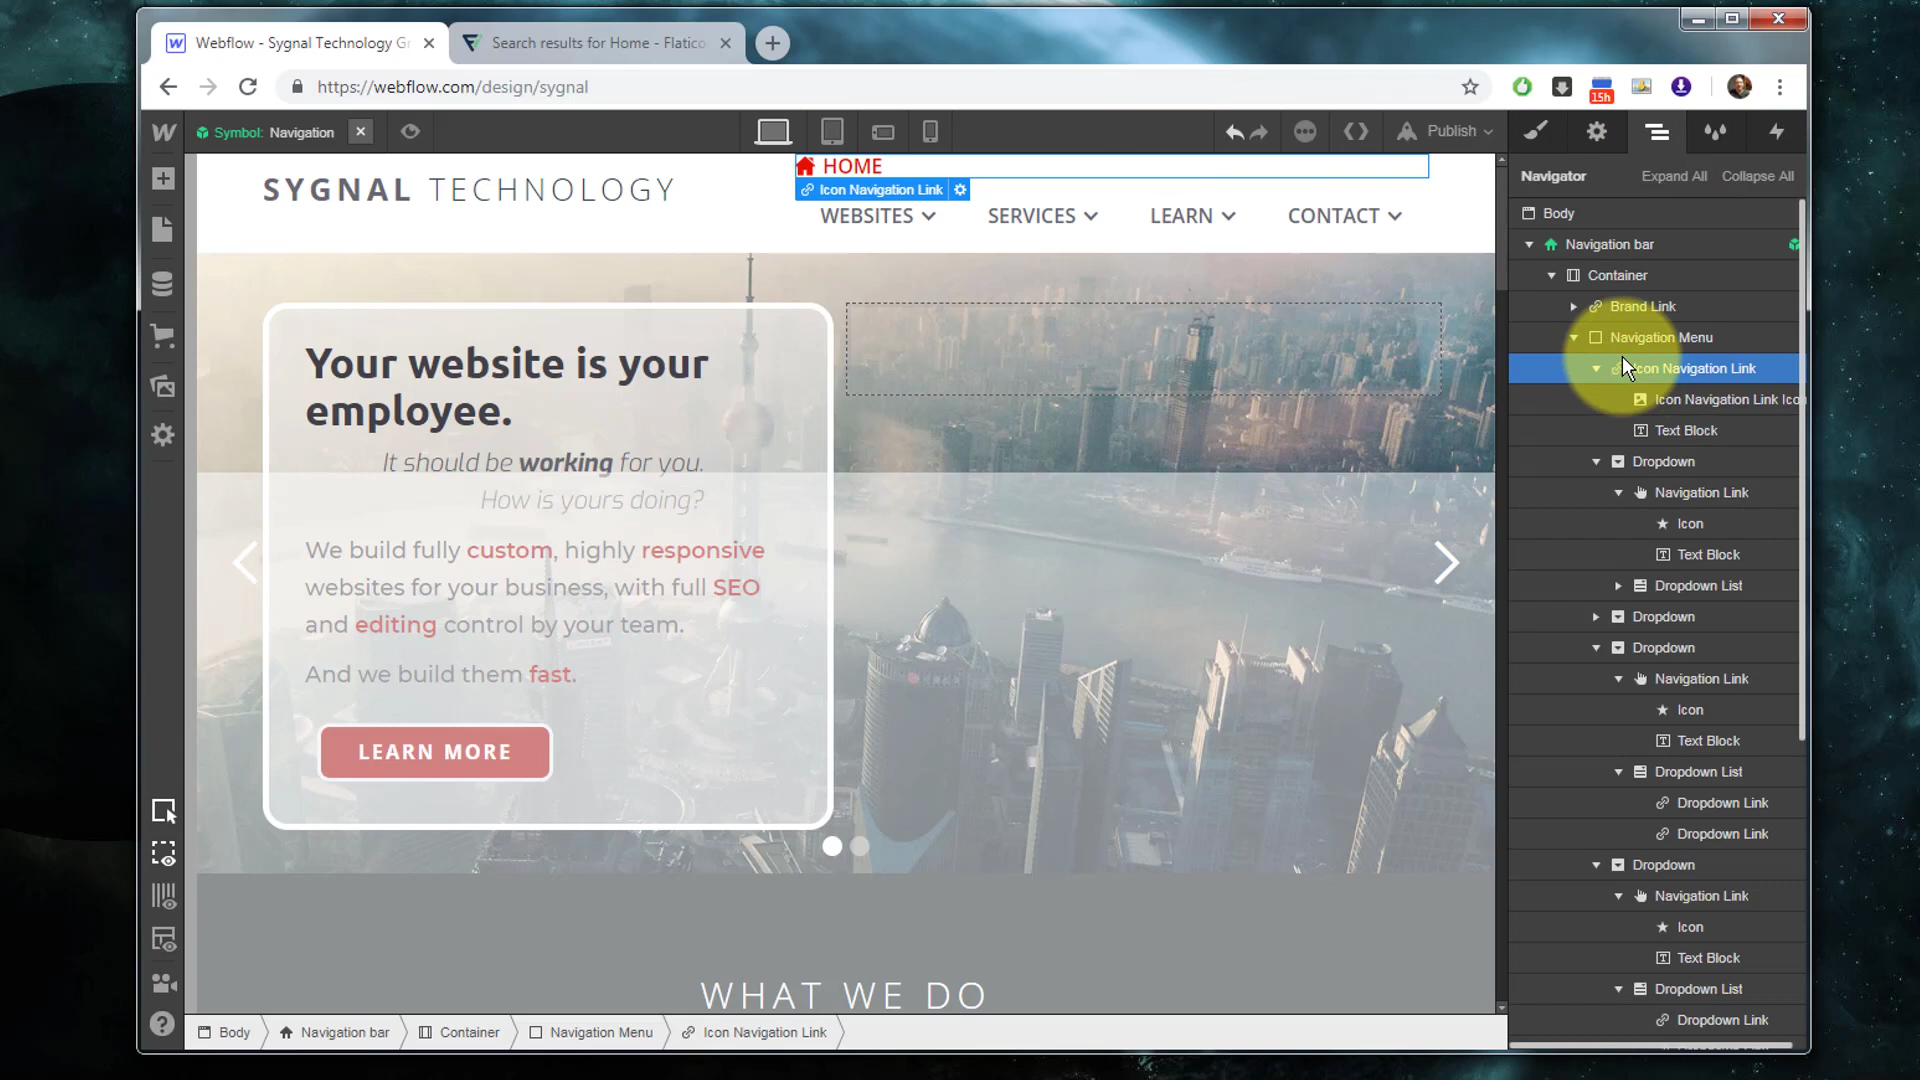 Webflow - Sygnal Technology Gr
Search results for Home - Flatico
https://webflow.com/design/sygnal
15h
Symbol: Navigation
Publish
HOME
Icon Navigation Link
SYGNAL TECHNOLOGY
WEBSITES
SERVICES
LEARN
CONTACT
Your website is your
employee.
It should be working for you.
How is yours doing?
We build fully custom, highly responsive
websites for your business, with full SEO
and editing control by your team.
And we build them fast.
LEARN MORE
WHAT WE DO
Body
Navigation bar
Container
Navigation Menu
Icon Navigation Link
Navigator
Expand All
Collapse All
Body
Navigation bar
Container
Brand Link
Navigation Menu
Icon Navigation Link
Icon Navigation Link Ico
Text Block
Dropdown
Navigation Link
Icon
Text Block
Dropdown List
Dropdown
Dropdown
Navigation Link
Icon
Text Block
Dropdown List
Dropdown Link
Dropdown Link
Dropdown
Navigation Link
Icon
Text Block
Dropdown List
Dropdown Link